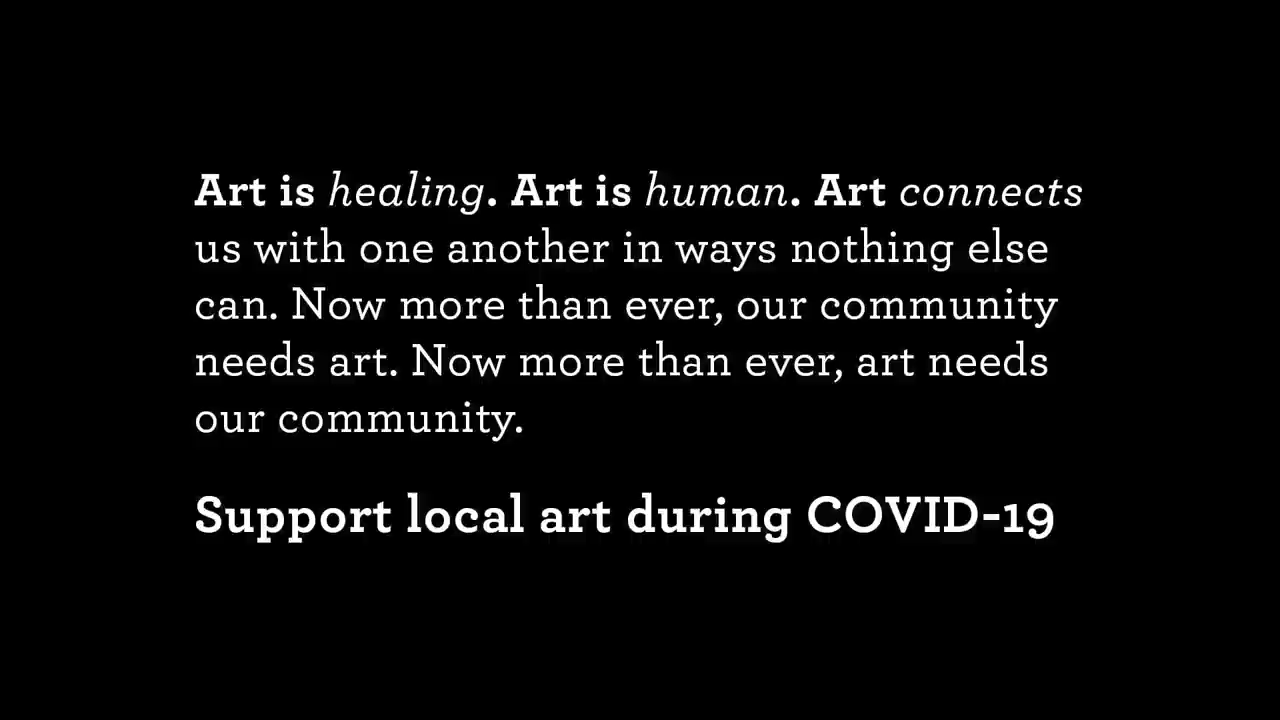 Art is healing. Art is human. Art connects
us with one another in ways nothing else
can. Now more than ever, our community
needs art. Now more than ever, art needs
our community.
Support local art during COVID-19